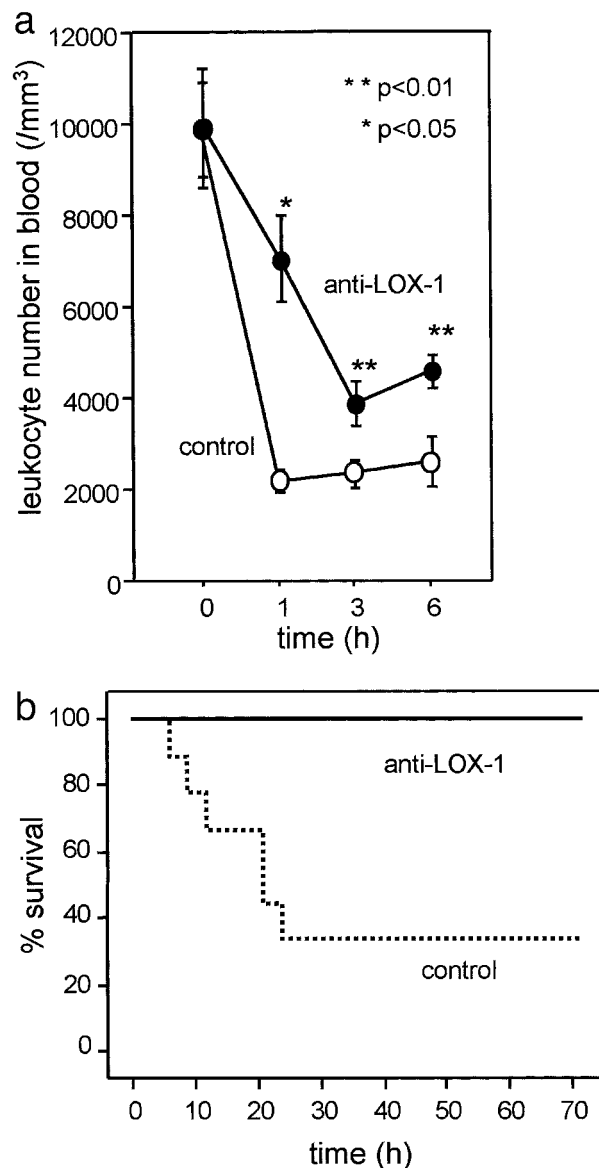 a
12000
10000
8000
6000
4000
2000
0
leukocyte number in blood (/mm³)
** p<0.01
* p<0.05
*
anti-LOX-1
**
**
control
0 1 3 6
time (h)
b
100
80
60
40
20
0
% survival
anti-LOX-1
control
0 10 20 30 40 50 60 70
time (h)